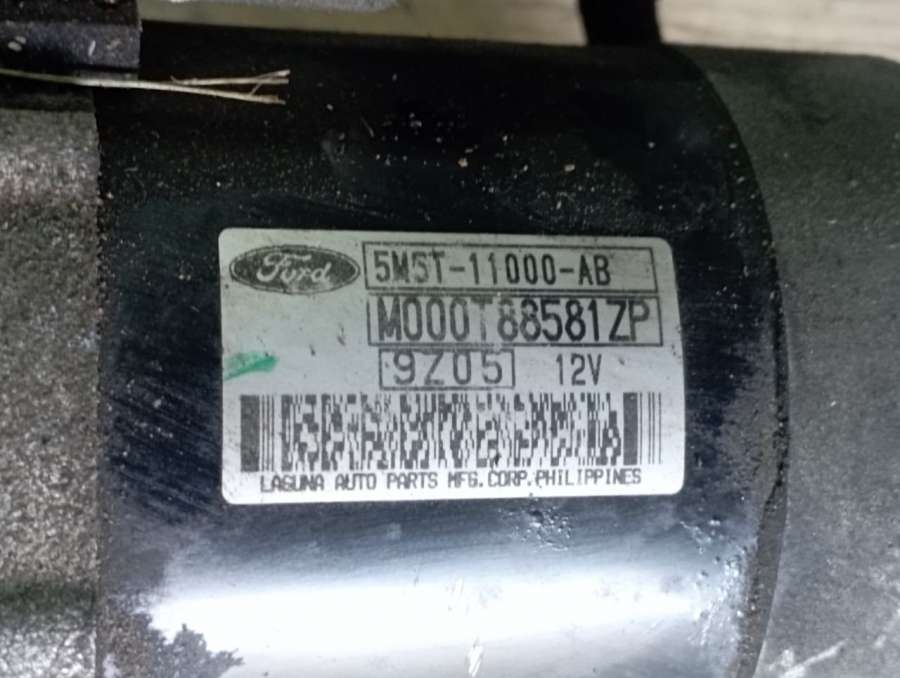 Ford 5M5T-11000-AB
M000T88581ZP
9Z05 12V
LAGUNA AUTO PARTS MFG.CORP.PHILIPPINES